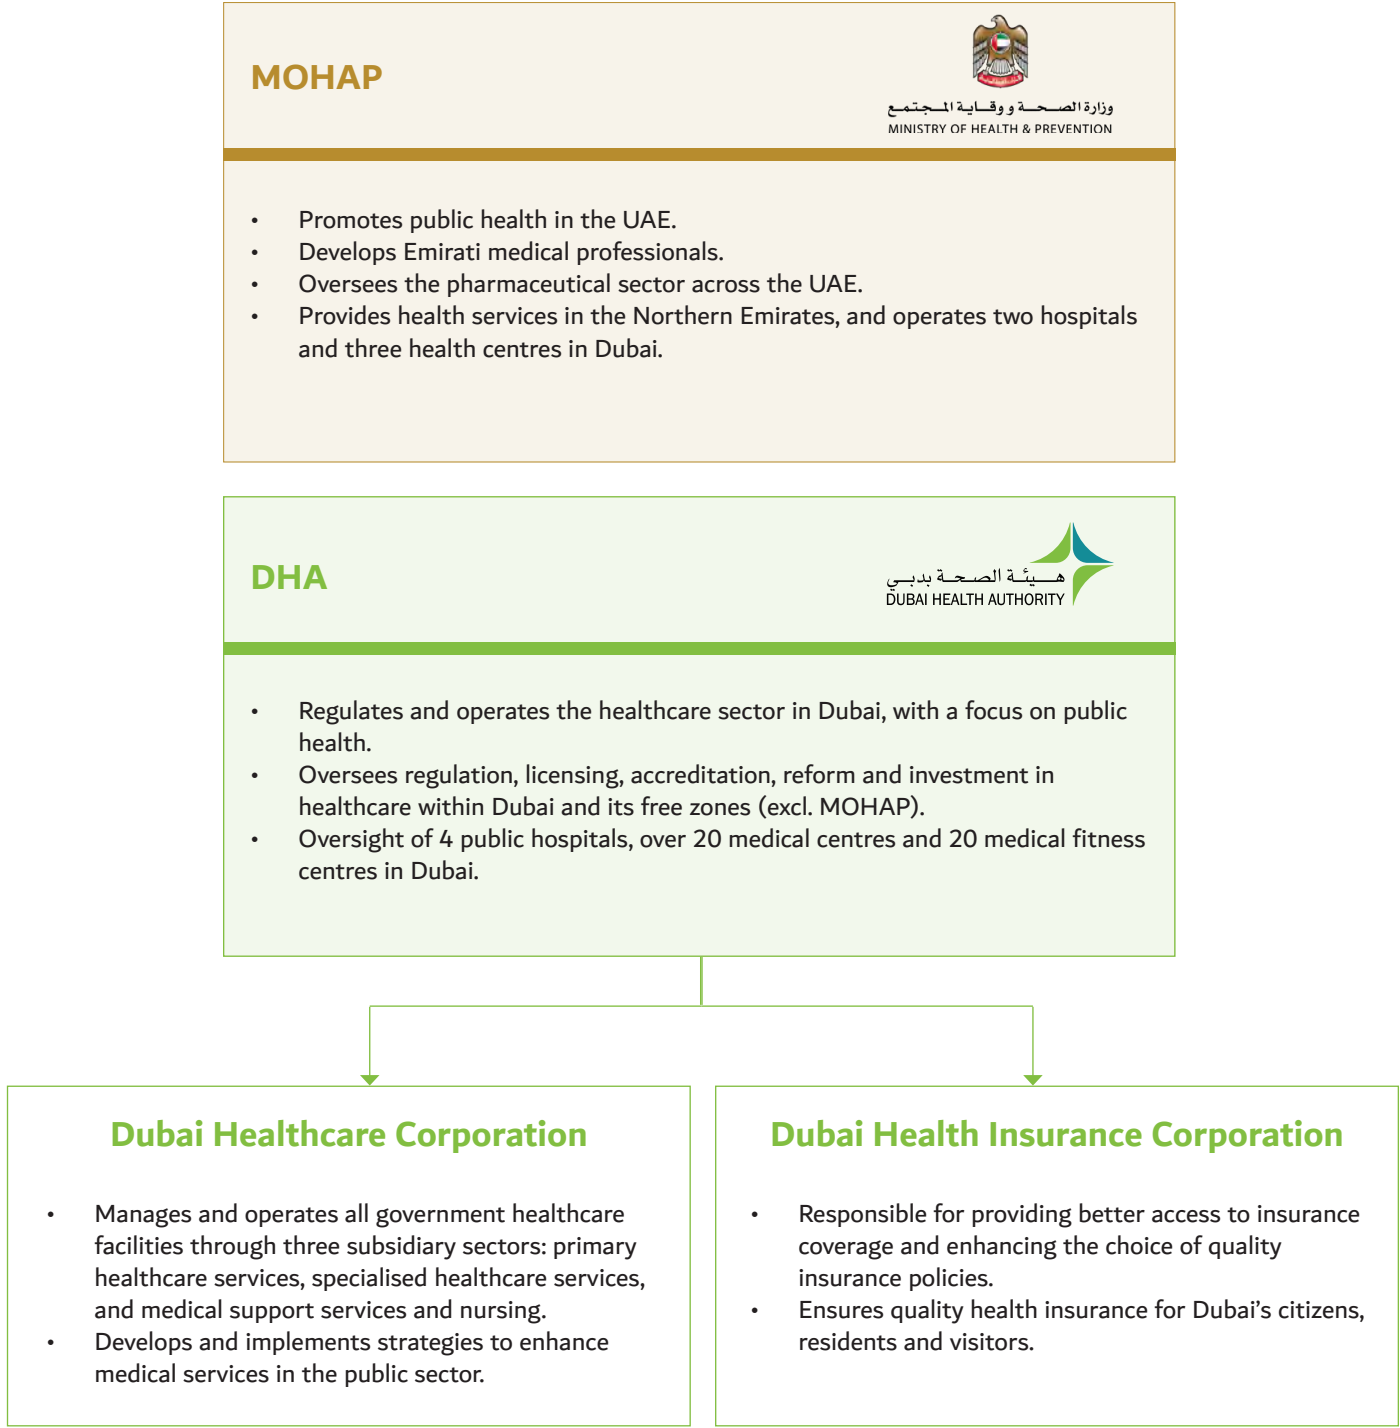 MOHAP
وزارة الصـــحـــة و وقـــايـة المـــجـتـمـــع
MINISTRY OF HEALTH & PREVENTION
• Promotes public health in the UAE.
• Develops Emirati medical professionals.
• Oversees the pharmaceutical sector across the UAE.
• Provides health services in the Northern Emirates, and operates two hospitals
and three health centres in Dubai.
DHA
هـــيئـــة الصـــحـــة بدبـــي
DUBAI HEALTH AUTHORITY
• Regulates and operates the healthcare sector in Dubai, with a focus on public
health.
• Oversees regulation, licensing, accreditation, reform and investment in
healthcare within Dubai and its free zones (excl. MOHAP).
• Oversight of 4 public hospitals, over 20 medical centres and 20 medical fitness
centres in Dubai.
Dubai Healthcare Corporation
• Manages and operates all government healthcare
facilities through three subsidiary sectors: primary
healthcare services, specialised healthcare services,
and medical support services and nursing.
• Develops and implements strategies to enhance
medical services in the public sector.
Dubai Health Insurance Corporation
• Responsible for providing better access to insurance
coverage and enhancing the choice of quality
insurance policies.
• Ensures quality health insurance for Dubai’s citizens,
residents and visitors.